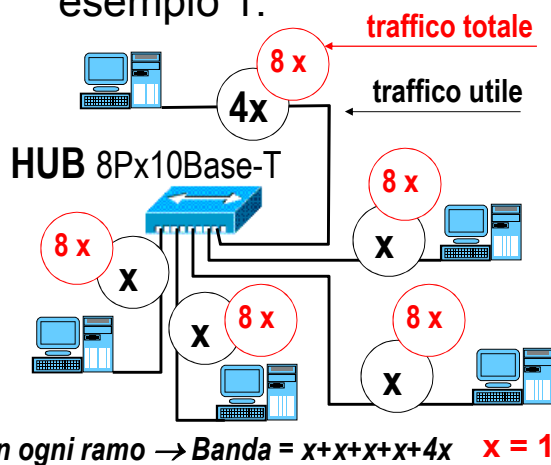 esempio 1:
traffico totale
8 x
4x
traffico utile
HUB 8Px10Base-T
8 x
x
8 x
x
x
8 x
8 x
x
n ogni ramo → Banda = x+x+x+x+4x x = 1